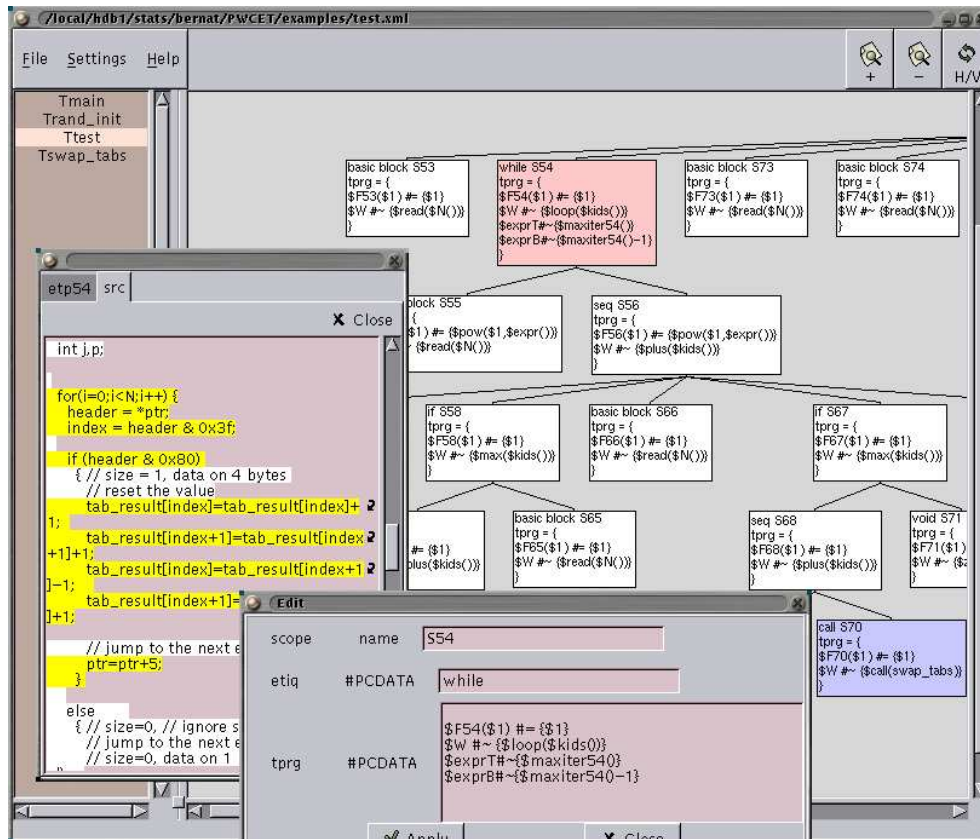 /local/hdb1/stats/bernat/PWCET/examples/test.xml
File Settings Help
+ - H/V
Tmain
Trand_init
Ttest
Tswap_tabs
basic block S53
tprg = {
$F53($1) #= {$1}
$W #~ {$read($N())}
}
while S54
tprg = {
$F54($1) #= {$1}
$W #~ {$loop($kids())}
$exprT#~{$maxiter54()}
$exprB#~{$maxiter54()-1}
}
basic block S73
tprg = {
$F73($1) #= {$1}
$W #~ {$read($N())}
}
basic block S74
tprg = {
$F74($1) #= {$1}
$W #~ {$read($N())}
}
block S55
{
$1) #= {$pow($1,$expr())}
~ {$read($N())}
seq S56
tprg = {
$F56($1) #= {$pow($1,$expr())}
$W #~ {$plus($kids())}
}
if S58
tprg = {
$F58($1) #= {$1}
$W #~ {$max($kids())}
}
basic block S66
tprg = {
$F66($1) #= {$1}
$W #~ {$read($N())}
}
if S67
tprg = {
$F67($1) #= {$1}
$W #~ {$max($kids())}
}
#= {$1}
plus($kids())}
basic block S65
tprg = {
$F65($1) #= {$1}
$W #~ {$read($N())}
}
seq S68
tprg = {
$F68($1) #= {$1}
$W #~ {$plus($kids())}
}
void S71
tprg = {
$F71($1)
$W #~ {$
}
call S70
tprg = {
$F70($1) #= {$1}
$W #~ {$call(swap_tabs)}
}
etp54 src
Close
int j,p;
for(i=0;i<N;i++) {
header = *ptr;
index = header & 0x3f;
if (header & 0x80)
{ // size = 1, data on 4 bytes
// reset the value
tab_result[index]=tab_result[index]+
1;
tab_result[index+1]=tab_result[index
+1]+1;
tab_result[index]=tab_result[index+1
]-1;
tab_result[index+1]=
]+1;
// jump to the next e
ptr=ptr+5;
}
else
{ // size=0, // ignore s
// jump to the next e
// size=0, data on 1
Edit
scope name S54
etiq #PCDATA while
tprg #PCDATA
$F54($1) #= {$1}
$W #~ {$loop($kids())}
$exprT#~{$maxiter54()}
$exprB#~{$maxiter54()-1}
Apply Close